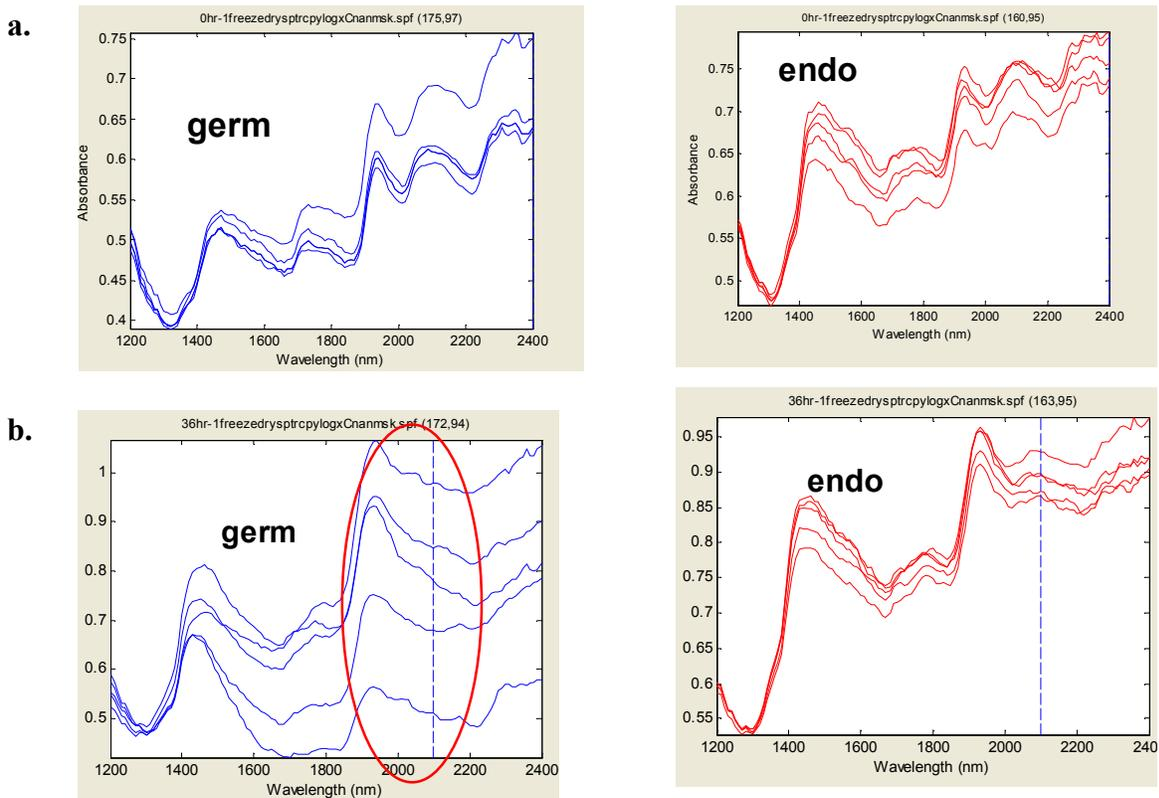 a.
0hr-1freezedrysptrcpylogxCnanmsk.spf (175,97)
0.75
0.7
0.65
0.6
0.55
0.5
0.45
0.4
Absorbance
germ
1200 1400 1600 1800 2000 2200 2400
Wavelength (nm)
0hr-1freezedrysptrcpylogxCnanmsk.spf (160,95)
0.75
0.7
0.65
0.6
0.55
0.5
Absorbance
endo
1200 1400 1600 1800 2000 2200 2400
Wavelength (nm)
b.
36hr-1freezedrysptrcpylogxCnanmsk.spf (172,94)
1
0.9
0.8
0.7
0.6
0.5
germ
1200 1400 1600 1800 2000 2200 2400
Wavelength (nm)
36hr-1freezedrysptrcpylogxCnanmsk.spf (163,95)
0.95
0.9
0.85
0.8
0.75
0.7
0.65
0.6
0.55
endo
1200 1400 1600 1800 2000 2200 240
Wavelength (nm)